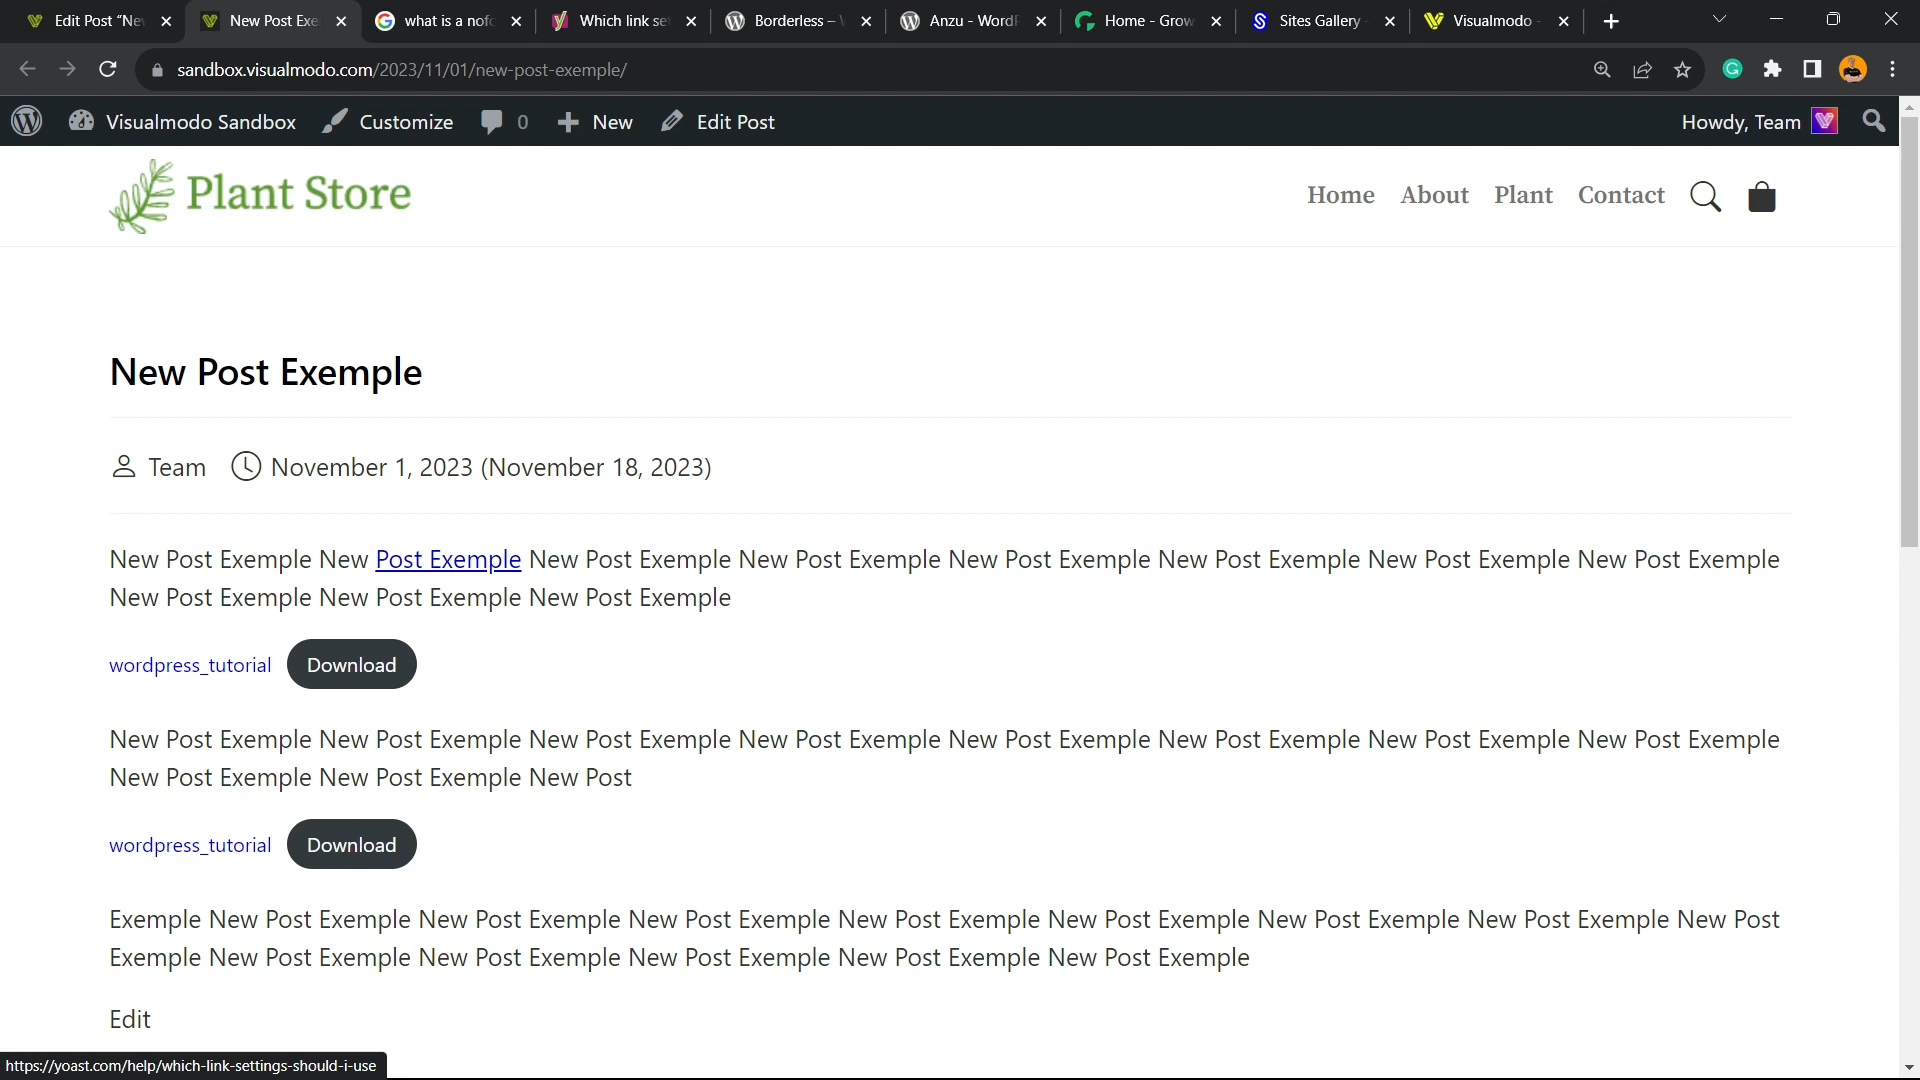 Edit Post “Ne
New Post Exe
what is a nofo
Which link se
Borderless –
Anzu - WordP
Home - Grow
Sites Gallery
Visualmodo -
sandbox.visualmodo.com/2023/11/01/new-post-exemple/
Visualmodo Sandbox
Customize
0
New
Edit Post
Howdy, Team
Plant Store
Home
About
Plant
Contact
New Post Exemple
Team
November 1, 2023 (November 18, 2023)
New Post Exemple New Post Exemple New Post Exemple New Post Exemple New Post Exemple New Post Exemple New Post Exemple New Post Exemple
New Post Exemple New Post Exemple New Post Exemple
wordpress_tutorial
Download
New Post Exemple New Post Exemple New Post Exemple New Post Exemple New Post Exemple New Post Exemple New Post Exemple New Post Exemple
New Post Exemple New Post Exemple New Post
wordpress_tutorial
Download
Exemple New Post Exemple New Post Exemple New Post Exemple New Post Exemple New Post Exemple New Post Exemple New Post Exemple New Post
Exemple New Post Exemple New Post Exemple New Post Exemple New Post Exemple New Post Exemple
Edit
https://yoast.com/help/which-link-settings-should-i-use